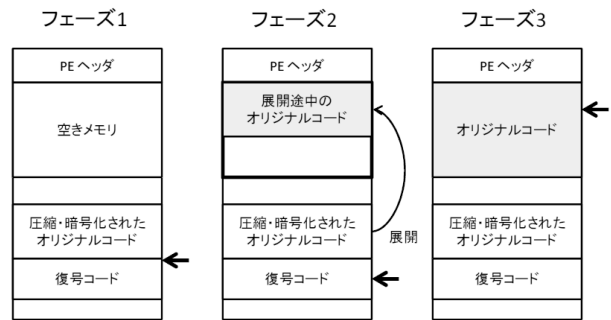 フェーズ1
PE ヘッダ
空きメモリ
圧縮・暗号化された
オリジナルコード
復号コード
フェーズ2
PE ヘッダ
展開途中の
オリジナルコード
圧縮・暗号化された
オリジナルコード
展開
復号コード
フェーズ3
PE ヘッダ
オリジナルコード
圧縮・暗号化された
オリジナルコード
復号コード